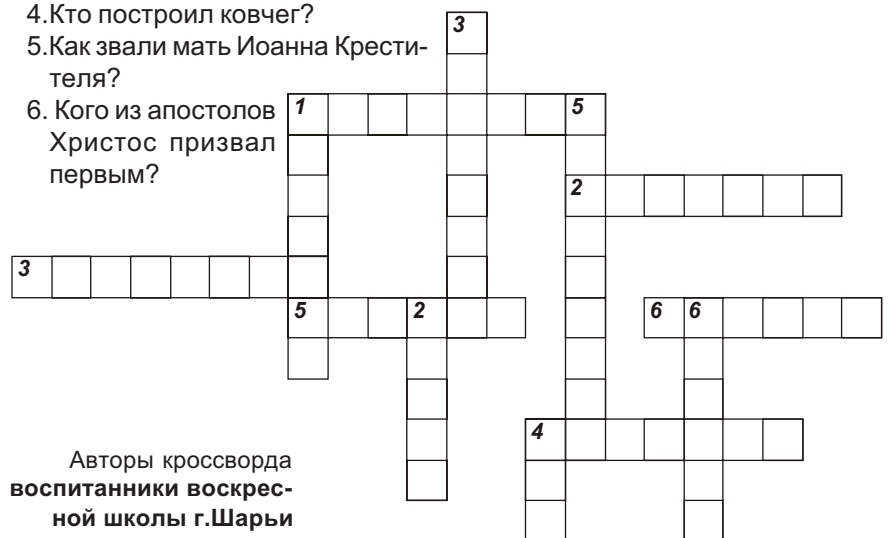 4.Кто построил ковчег?
5.Как звали мать Иоанна Крести-
теля?
6. Кого из апостолов
Христос призвал
первым?
3
1
5
2
3
5
2
6
6
4
Авторы кроссворда
воспитанники воскрес-
ной школы г.Шарьи